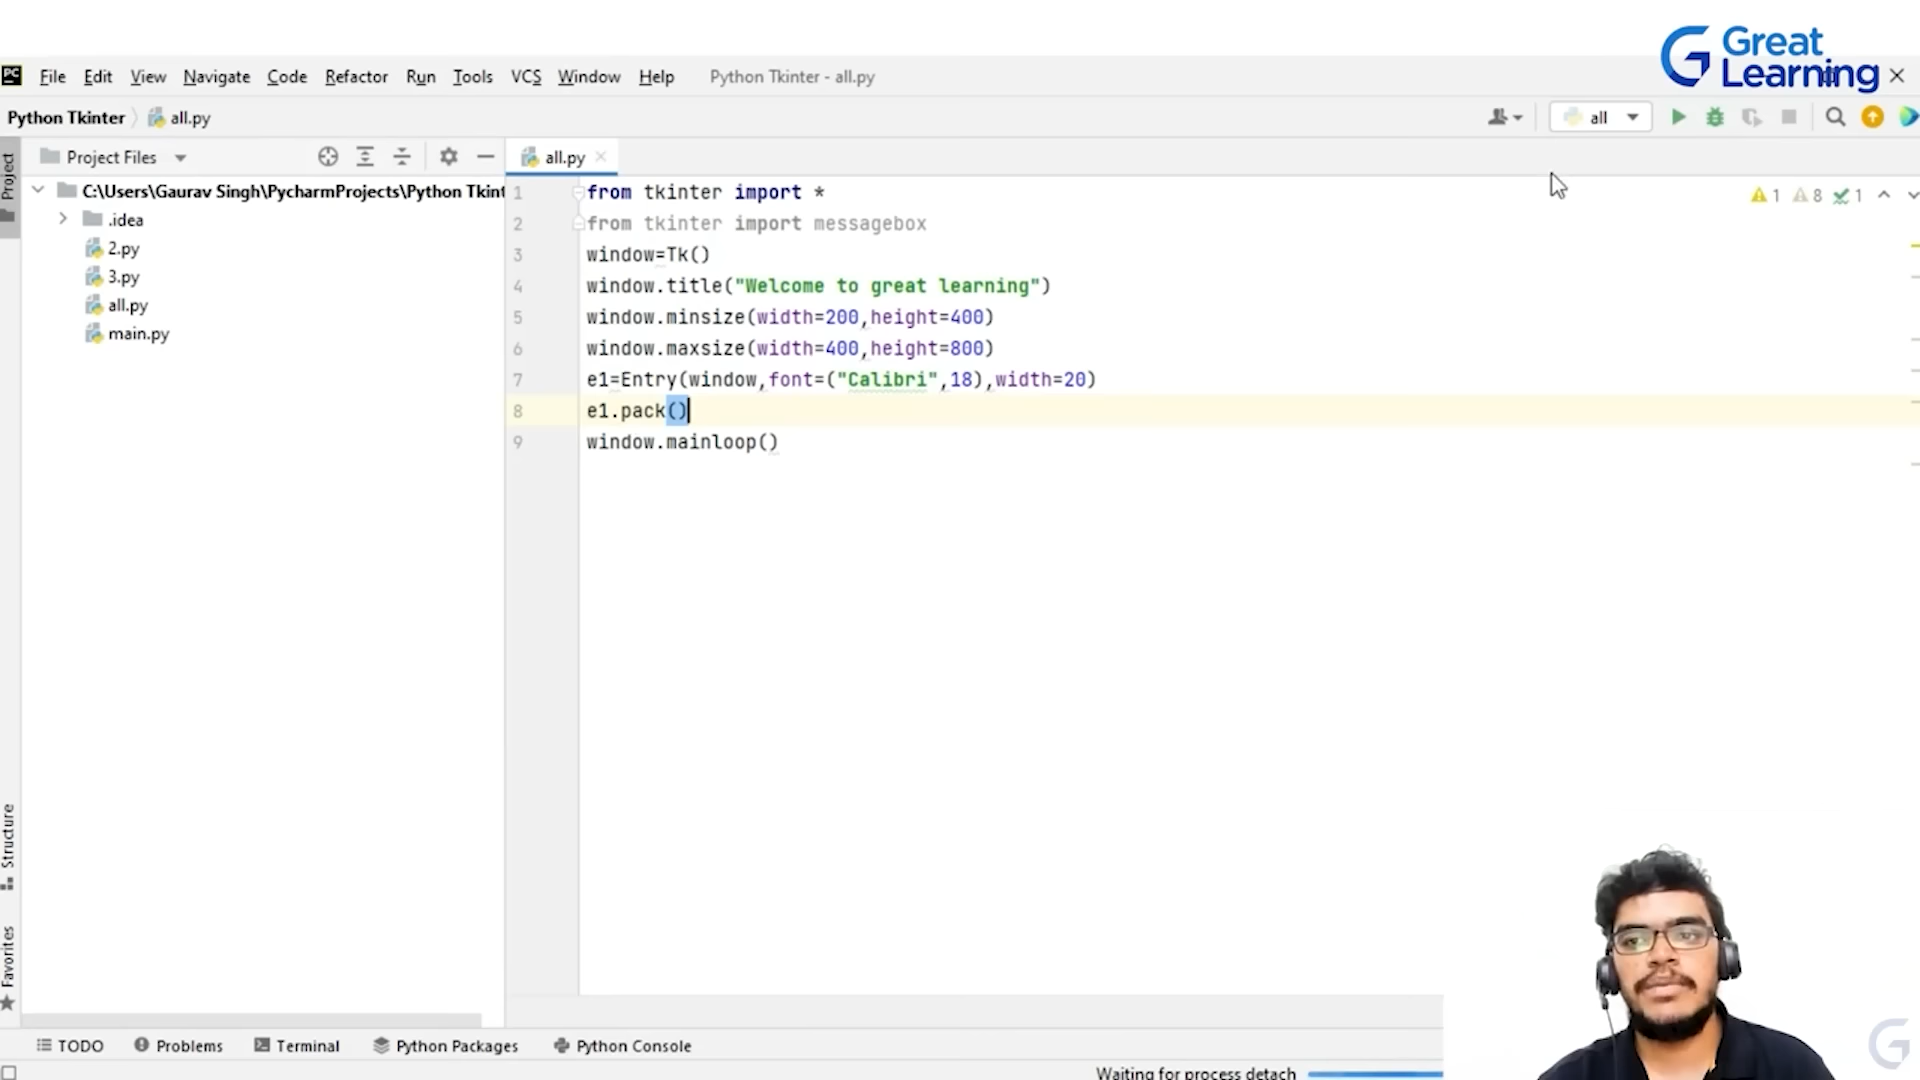 Great
Learning
File Edit View Navigate Code Refactor Run Tools VCS Window Help Python Tkinter - all.py
Python Tkinter all.py
all
Project
Project Files
all.py
C:\Users\Gaurav Singh\PycharmProjects\Python Tkint
.idea
2.py
3.py
all.py
main.py
1 from tkinter import *
2 from tkinter import messagebox
3 window=Tk()
4 window.title("Welcome to great learning")
5 window.minsize(width=200,height=400)
6 window.maxsize(width=400,height=800)
7 e1=Entry(window,font=("Calibri",18),width=20)
8 e1.pack()
9 window.mainloop()
1 8 1
Structure
Favorites
TODO Problems Terminal Python Packages Python Console
Waiting for process detach